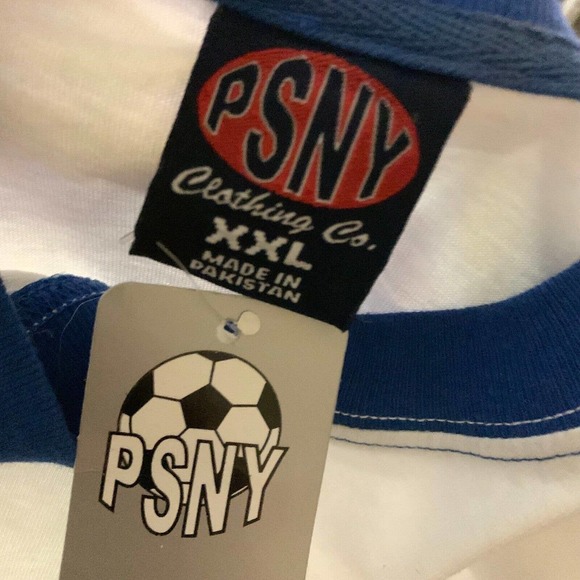 PSNY
Clothing Co.
XXL
MADE IN
PAKISTAN
PSNY